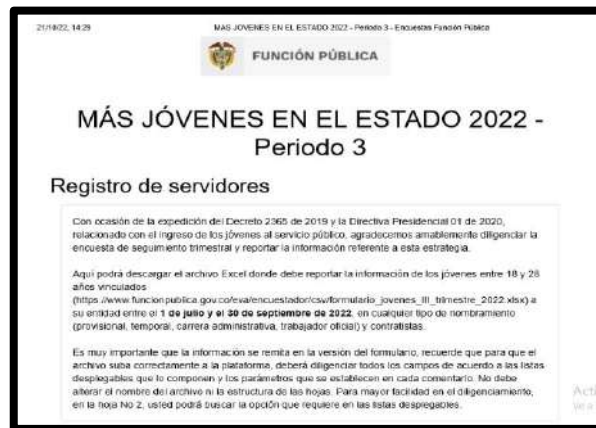 21/10/22, 14:29
MAS JOVENES EN EL ESTADO 2022 - Periodo 3 - Encuestas Función Pública
FUNCIÓN PÚBLICA
MÁS JÓVENES EN EL ESTADO 2022 -
Periodo 3
Registro de servidores
Con ocasión de la expedición del Decreto 2365 de 2019 y la Directiva Presidencial 01 de 2020,
relacionado con el ingreso de los jóvenes al servicio público, agradecemos amablemente diligenciar la
encuesta de seguimiento trimestral y reportar la información referente a esta estrategia.
Aquí podrá descargar el archivo Excel donde debe reportar la información de los jóvenes entre 18 y 28
años vinculados
(https://www.funcionpublica.gov.co/eva/encuestador/csv/formulario_jovenes_III_trimestre_2022.xlsx) a
su entidad entre el 1 de julio y el 30 de septiembre de 2022, en cualquier tipo de nombramiento
(provisional, temporal, carrera administrativa, trabajador oficial) y contratistas.
Es muy importante que la información se remita en la versión del formulario, recuerde que para que el
archivo suba correctamente a la plataforma, deberá diligenciar todos los campos de acuerdo a las listas
desplegables que lo componen y los parámetros que se establecen en cada comentario. No debe
alterar el nombre del archivo ni la estructura de las hojas. Para mayor facilidad en el diligenciamiento,
en la hoja No 2, usted podrá buscar la opción que requiere en las listas desplegables.